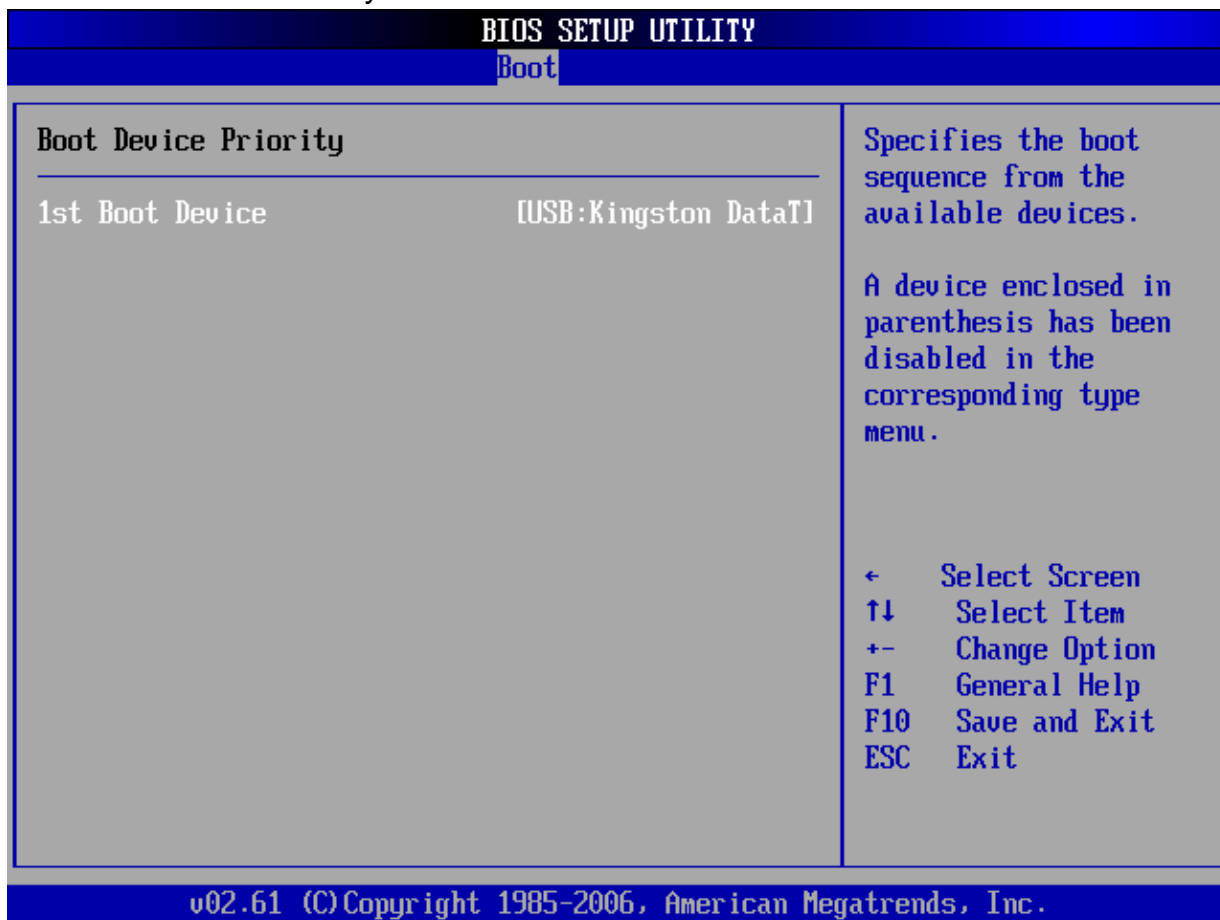 BIOS SETUP UTILITY
Boot
Boot Device Priority
1st Boot Device [USB:Kingston DataT]
Specifies the boot
sequence from the
available devices.
A device enclosed in
parenthesis has been
disabled in the
corresponding type
menu.
← Select Screen
↑↓ Select Item
+- Change Option
F1 General Help
F10 Save and Exit
ESC Exit
v02.61 (C)Copyright 1985-2006, American Megatrends, Inc.